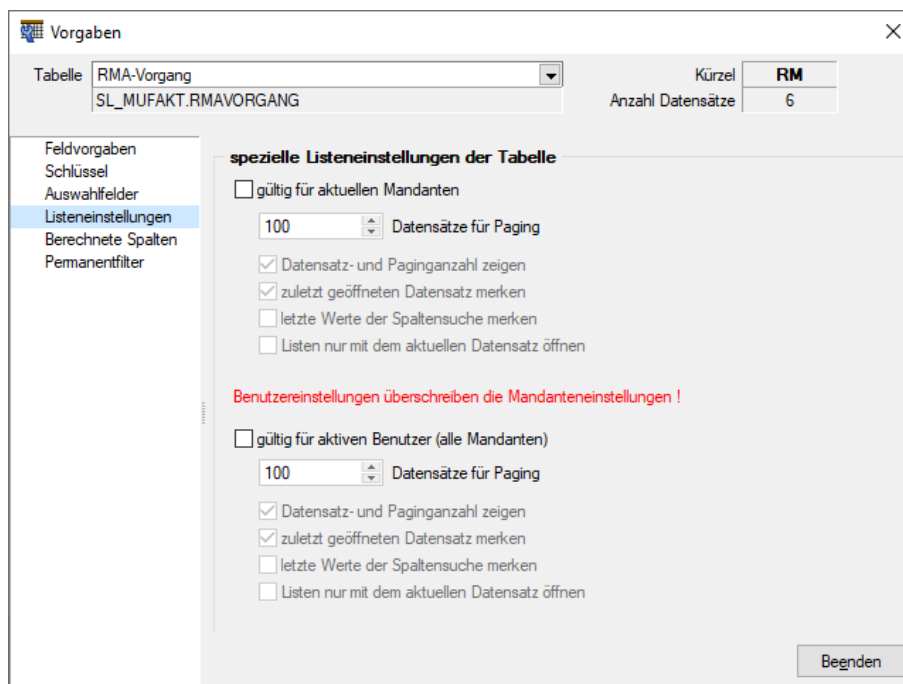 Vorgaben
Tabelle RMA-Vorgang Kürzel RM
SL_MUFAKT.RMAVORGANG Anzahl Datensätze 6
Feldvorgaben
Schlüssel
Auswahlfelder
Listeneinstellungen
Berechnete Spalten
Permanentfilter
spezielle Listeneinstellungen der Tabelle
gültig für aktuellen Mandanten
100 Datensätze für Paging
Datensatz- und Paginganzahl zeigen
zuletzt geöffneten Datensatz merken
letzte Werte der Spaltensuche merken
Listen nur mit dem aktuellen Datensatz öffnen
Benutzereinstellungen überschreiben die Mandanteneinstellungen !
gültig für aktiven Benutzer (alle Mandanten)
100 Datensätze für Paging
Datensatz- und Paginganzahl zeigen
zuletzt geöffneten Datensatz merken
letzte Werte der Spaltensuche merken
Listen nur mit dem aktuellen Datensatz öffnen
Beenden